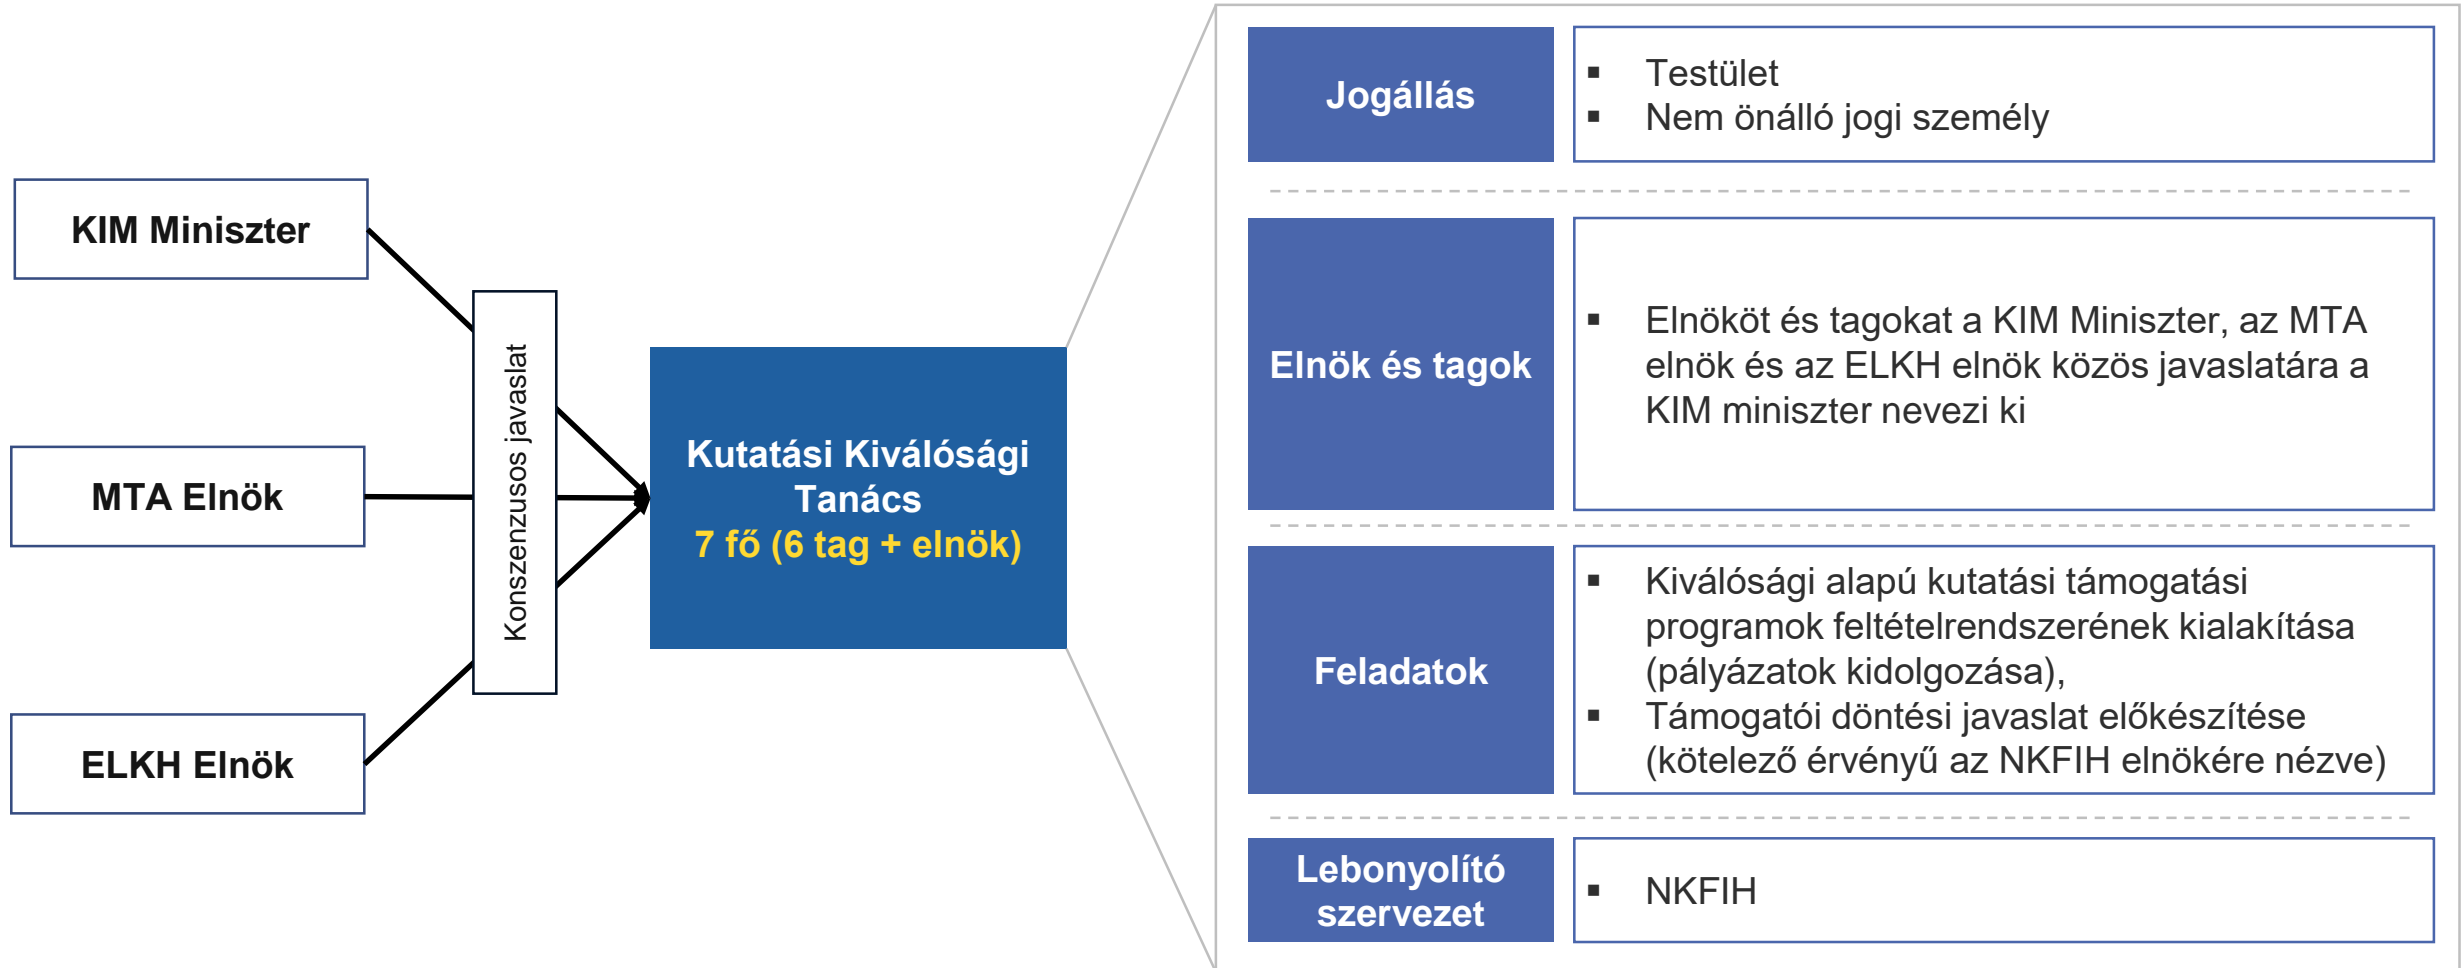 KIM Miniszter
MTA Elnök
ELKH Elnök
Konszenzusos javaslat
Kutatási Kiválósági
Tanács
7 fő (6 tag + elnök)
Jogállás
▪ Testület
▪ Nem önálló jogi személy
Elnök és tagok
▪ Elnököt és tagokat a KIM Miniszter, az MTA
elnök és az ELKH elnök közös javaslatára a
KIM miniszter nevezi ki
Feladatok
▪ Kiválósági alapú kutatási támogatási
programok feltételrendszerének kialakítása
(pályázatok kidolgozása),
▪ Támogatói döntési javaslat előkészítése
(kötelező érvényű az NKFIH elnökére nézve)
Lebonyolító
szervezet
▪ NKFIH